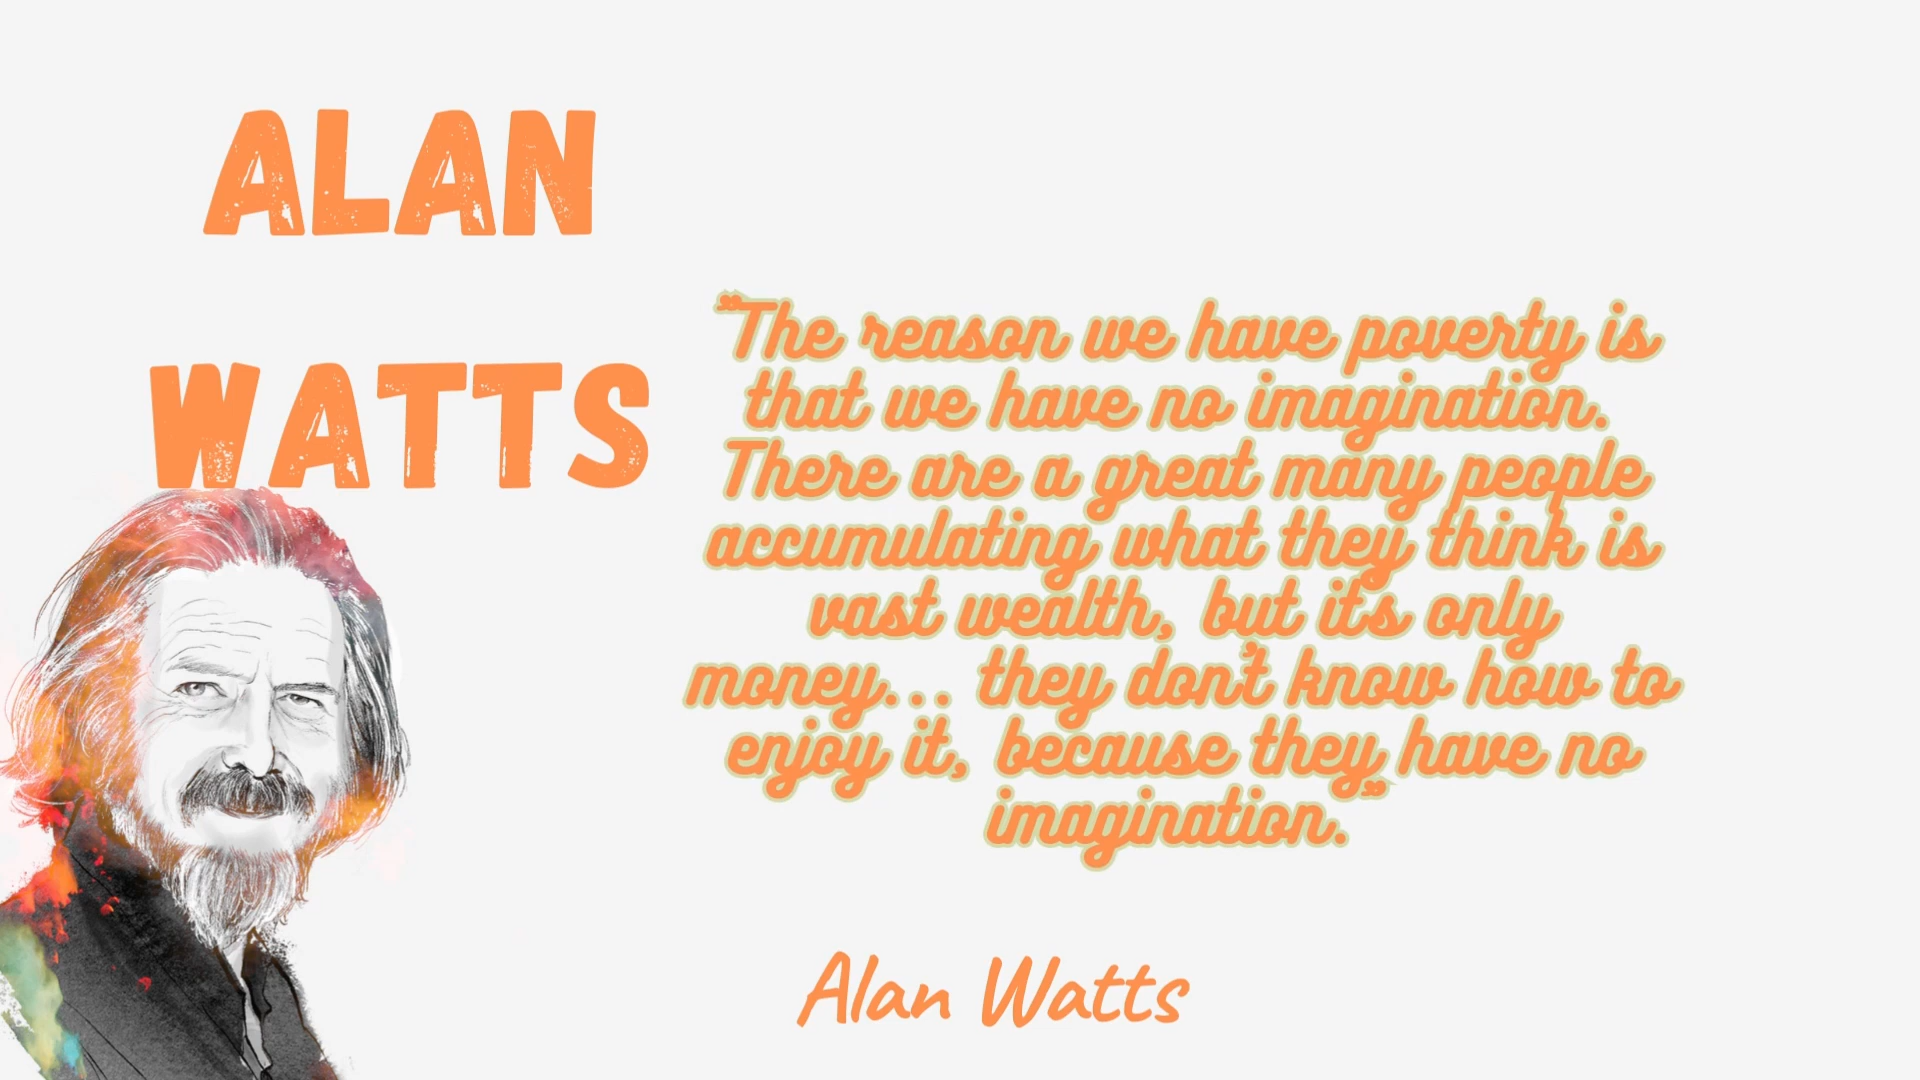 ALAN
WATTS
"The reason we have poverty is
that we have no imagination.
There are a great many people
accumulating what they think is
vast wealth, but it's only
money... they don't know how to
enjoy it, because they have no
imagination."
Alan Watts